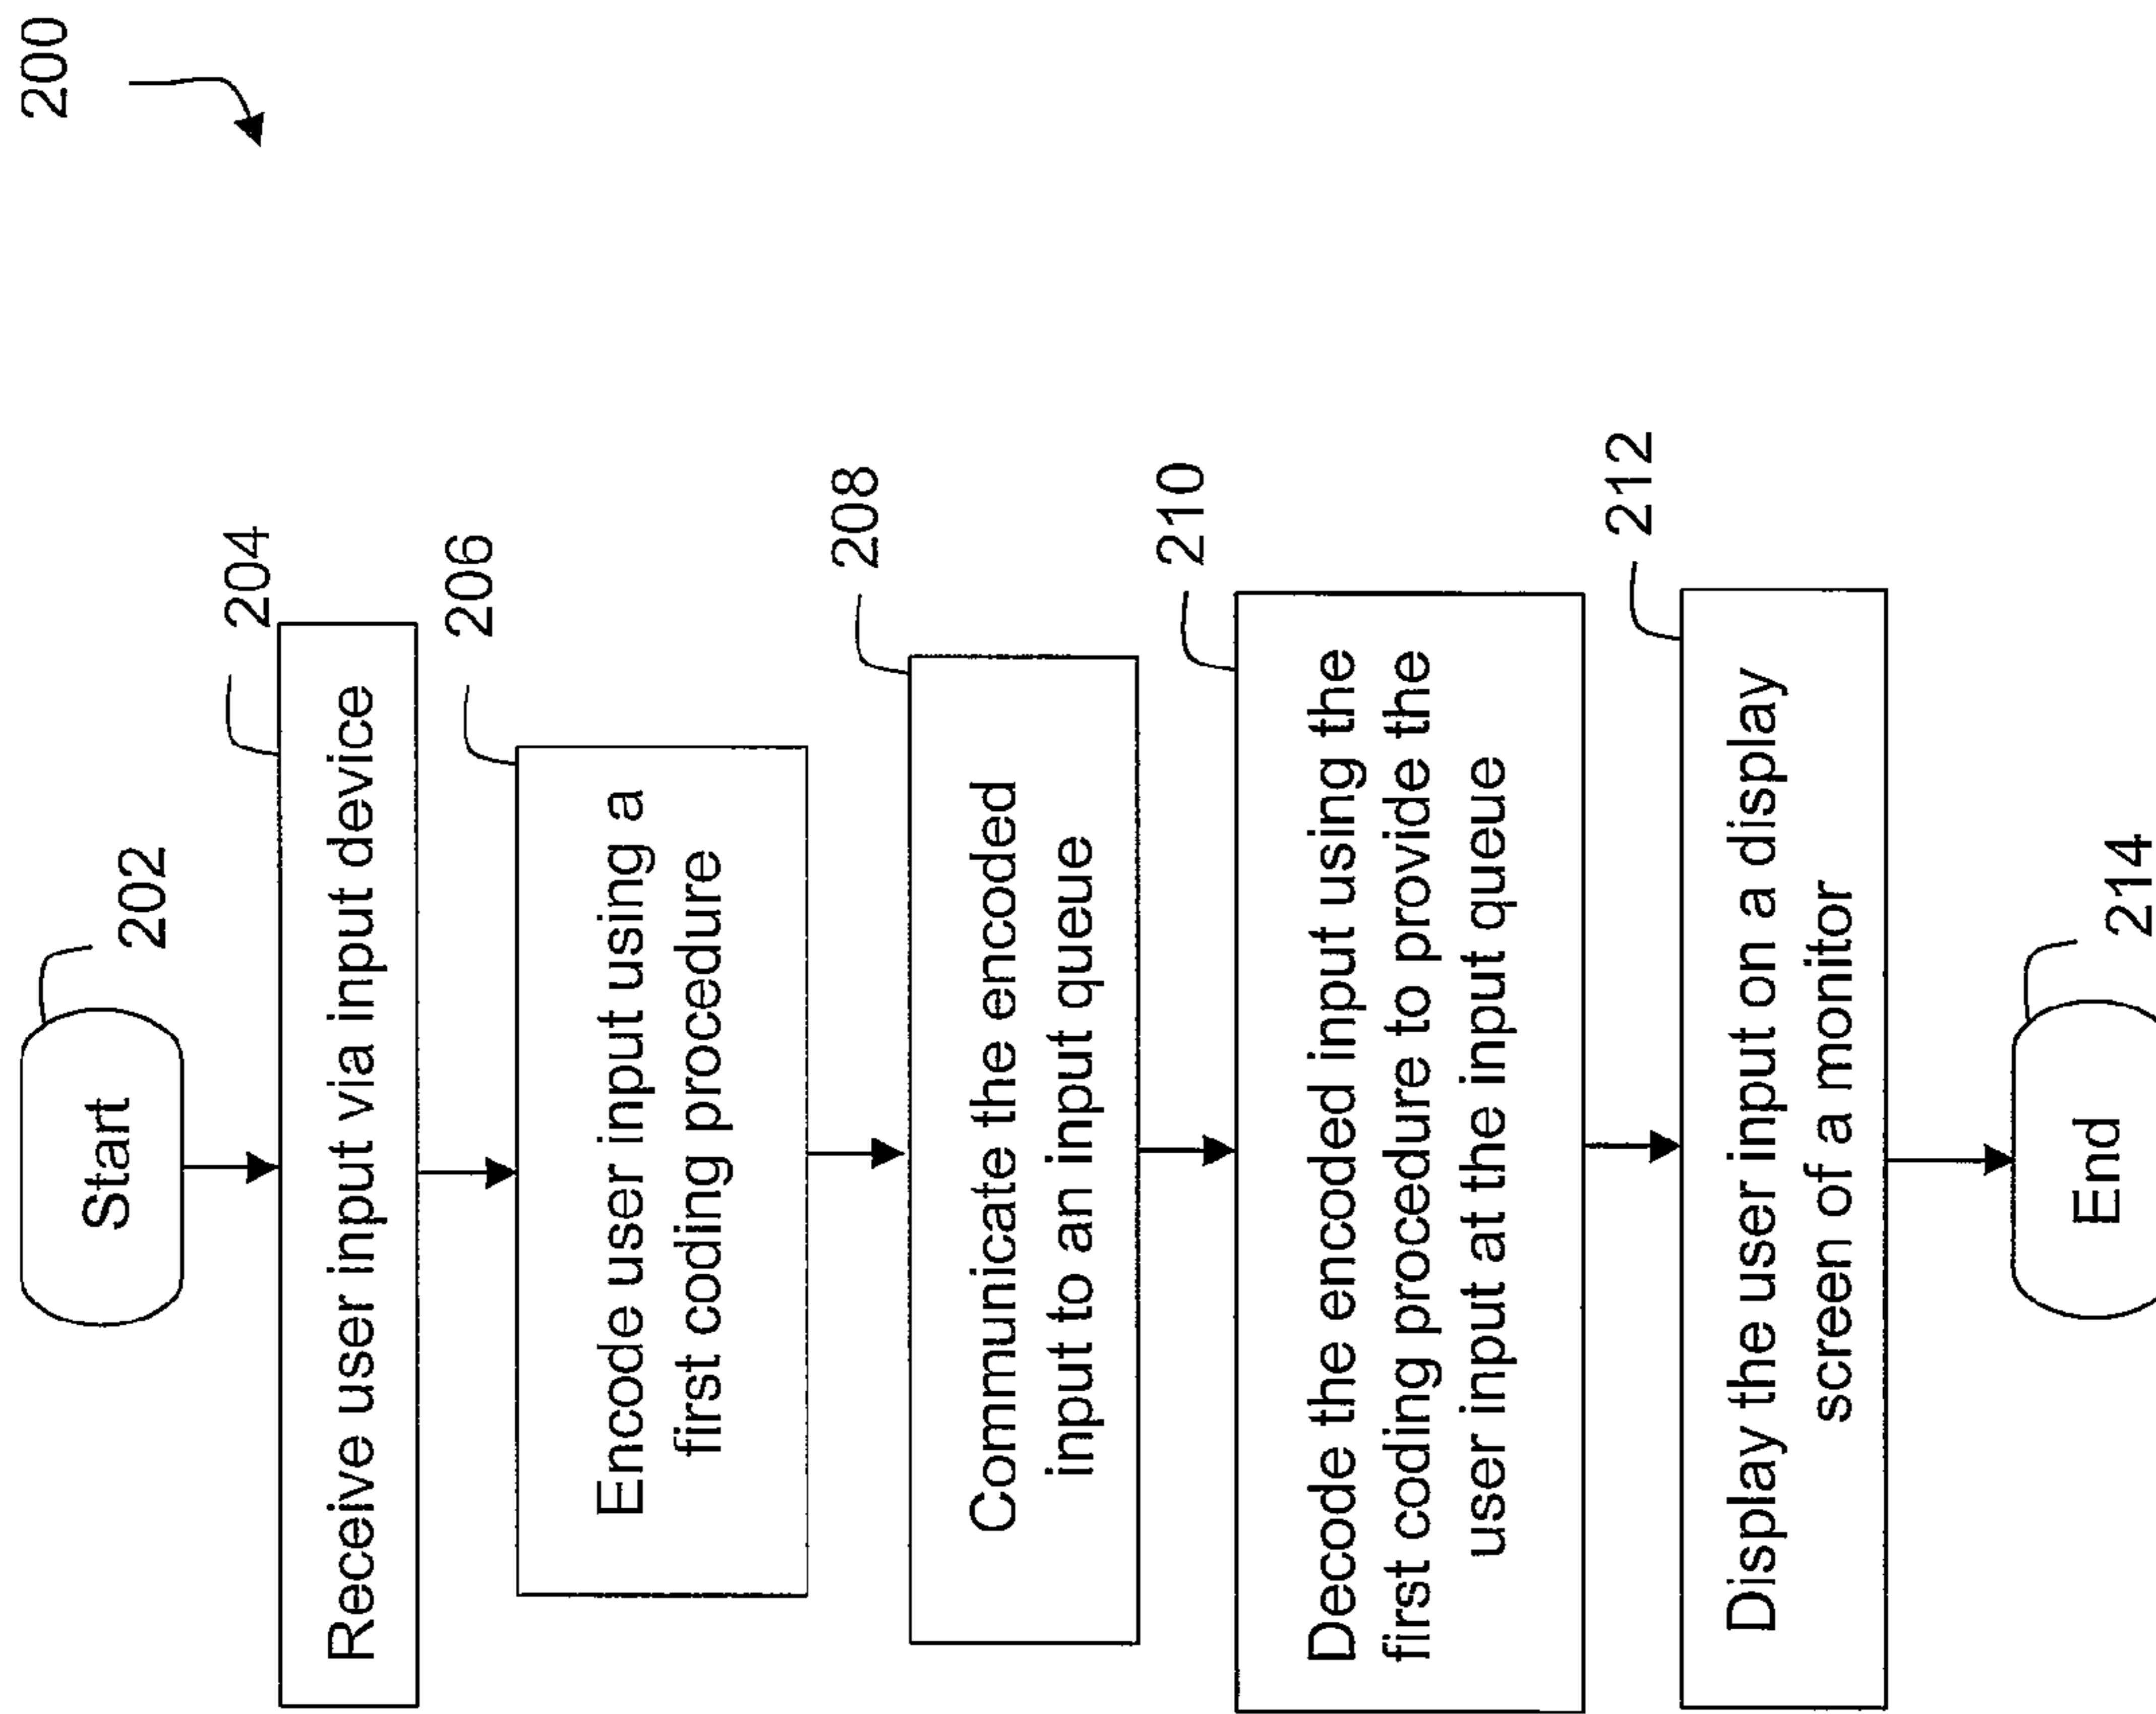 200
202
Start
204
Receive user input via input device
206
Encode user input using a
first coding procedure
208
Communicate the encoded
input to an input queue
210
Decode the encoded input using the
first coding procedure to provide the
user input at the input queue
212
Display the user input on a display
screen of a monitor
214
End